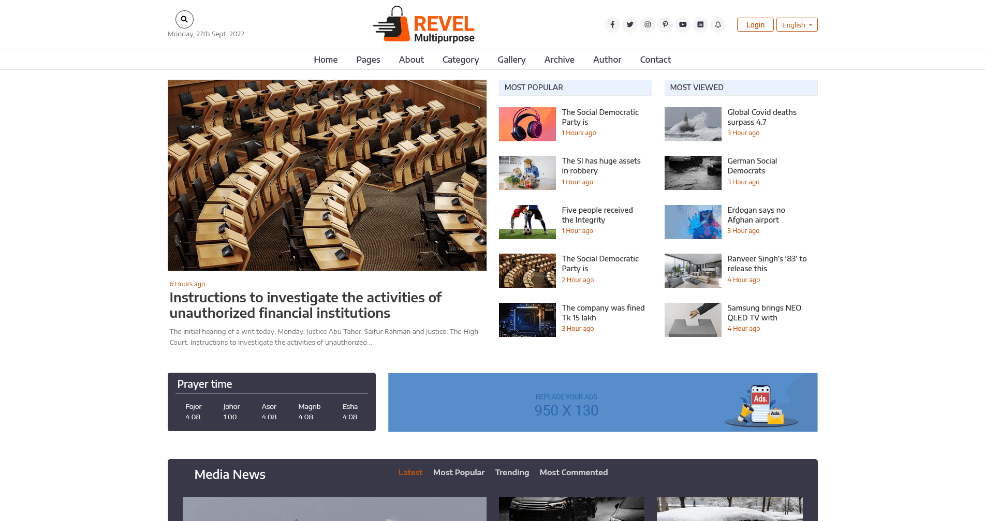 Monday, 27th Sept, 2022
REVEL
Multipurpose
Login
English
Home Pages About Category Gallery Archive Author Contact
6 Hours ago
Instructions to investigate the activities of
unauthorized financial institutions
The initial hearing of a writ today, Monday, Justice Abu Taher, Saifur Rahman and Justice. The High
Court. Instructions to investigate the activities of unauthorized ..
MOST POPULAR
The Social Democratic
Party is
1 Hours ago
The SI has huge assets
in robbery
1 Hour ago
Five people received
the Integrity
1 Hour ago
The Social Democratic
Party is
2 Hour ago
The company was fined
Tk 15 lakh
3 Hour ago
MOST VIEWED
Global Covid deaths
surpass 4.7
3 Hour ago
German Social
Democrats
3 Hour ago
Erdogan says no
Afghan airport
3 Hour ago
Ranveer Singh's '83' to
release this
4 Hour ago
Samsung brings NEO
QLED TV with
4 Hour ago
Prayer time
Fojor Johor Asor Magrib Esha
4:08 1:00 4:08 4:08 4:08
REPLACE YOUR ADS
950 X 130
Ads.
Ads
Media News
Latest Most Popular Trending Most Commented